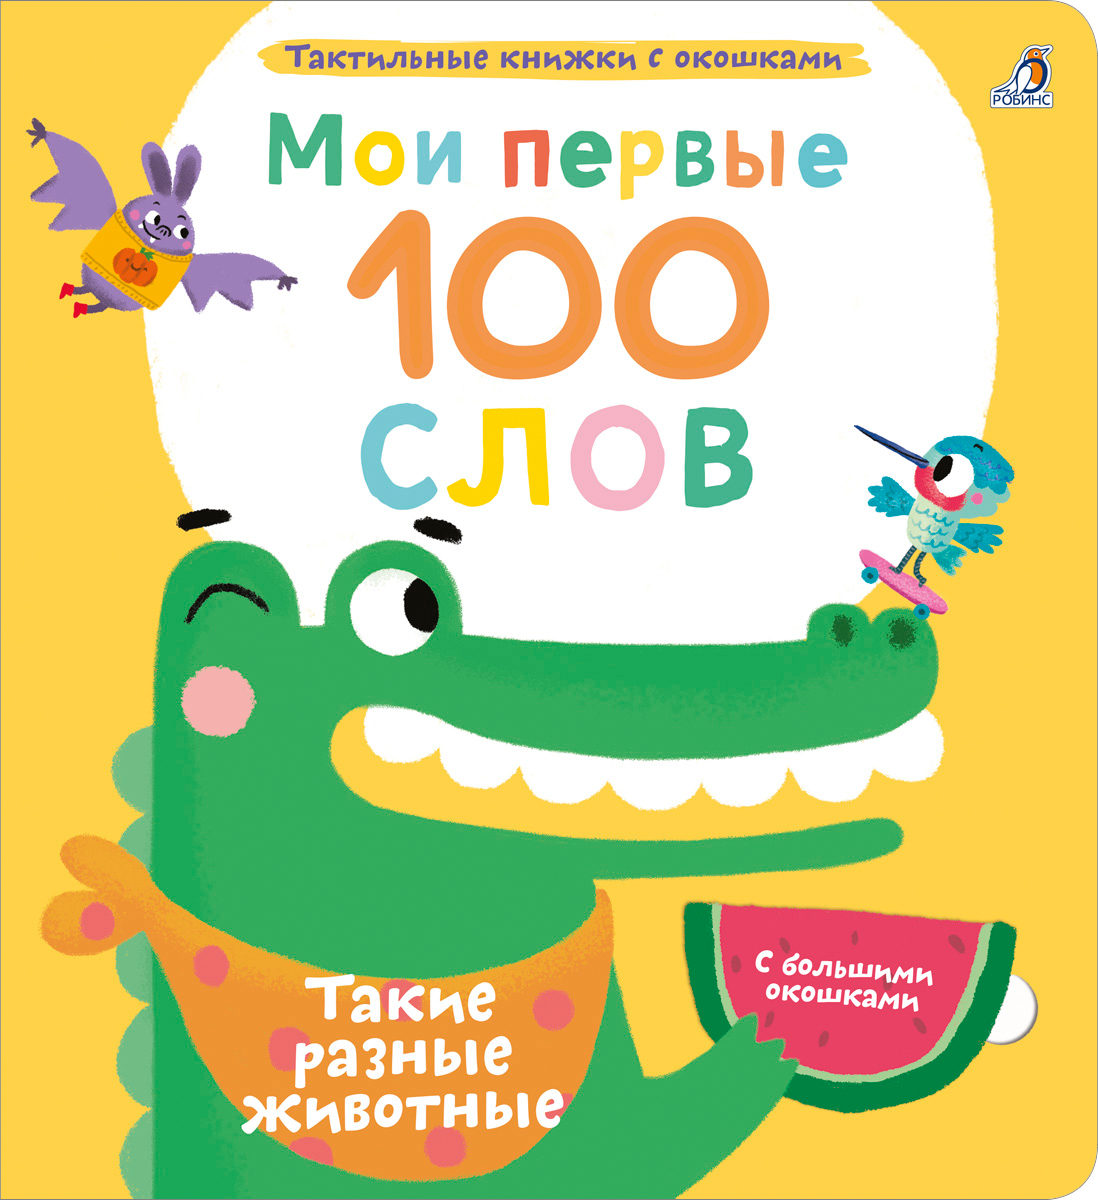 Тактильные книжки с окошками
РОБИНС
Мои первые
100
слов
С большими
окошками
Такие
разные
животные